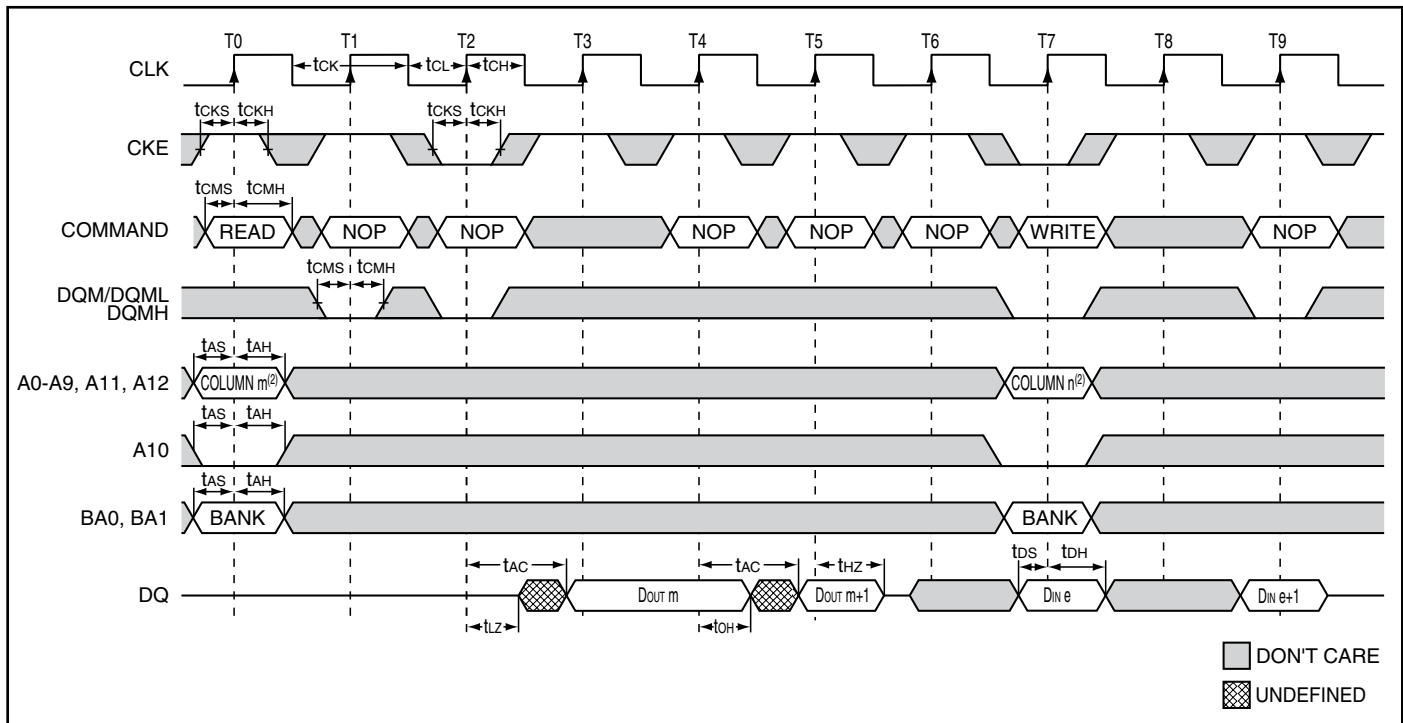 T0 T1 T2 T3 T4 T5 T6 T7 T8 T9
CLK tCK tCL tCH
tCKS tCKH tCKS tCKH
CKE
tCMS tCMH
COMMAND READ NOP NOP NOP NOP NOP WRITE NOP
tCMS tCMH
DQM/DQML
DQMH
tAS tAH
A0-A9, A11, A12 COLUMN m(2) COLUMN n(2)
tAS tAH
A10
tAS tAH
BA0, BA1 BANK BANK
tAC tAC tHZ tDS tDH
DQ DOUT m DOUT m+1 DIN e DIN e+1
tLZ tOH
DON'T CARE
UNDEFINED